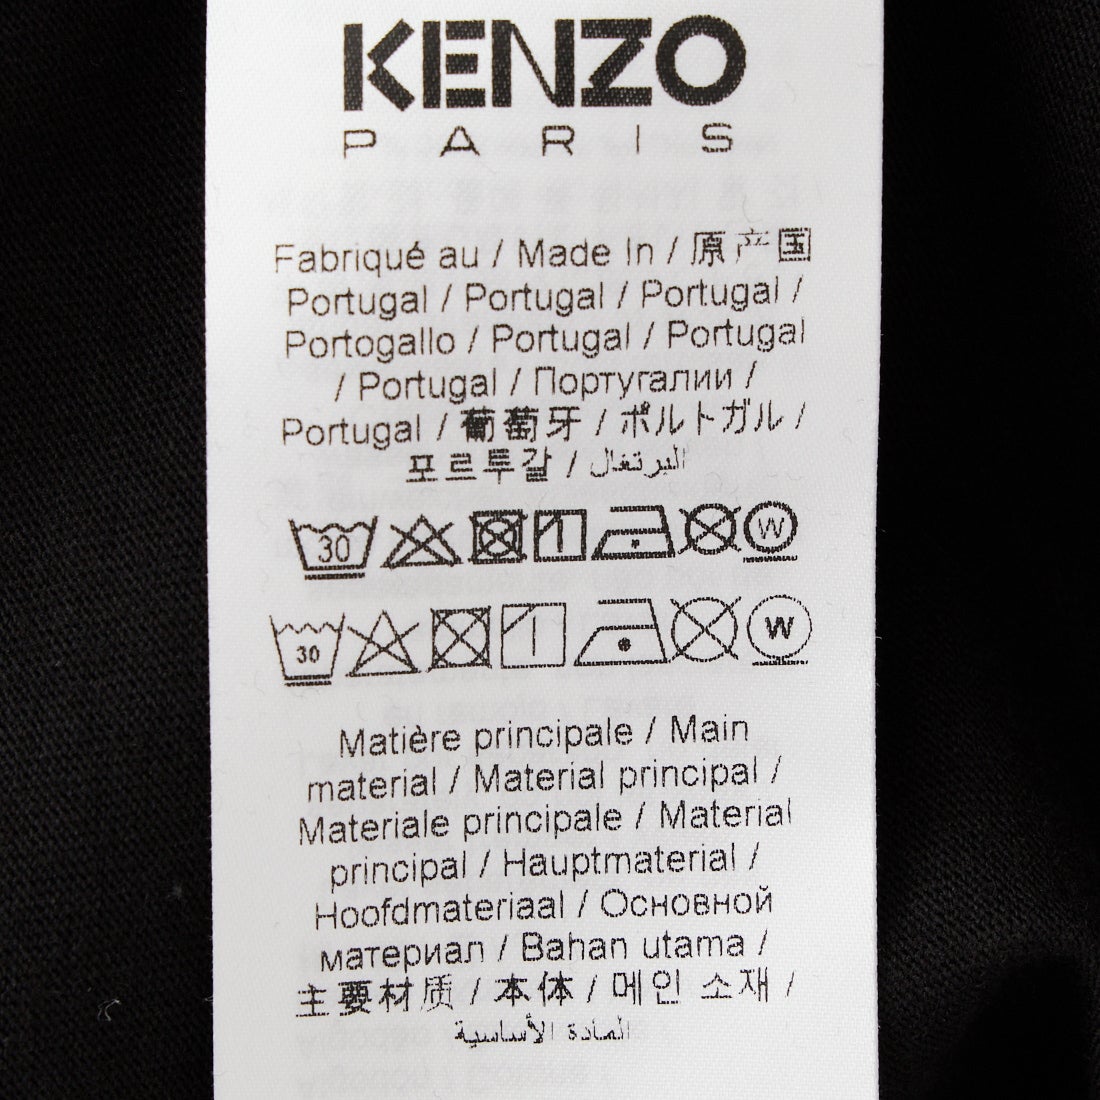 KENZO
PARIS
Fabriqué au / Made In / 原产国
Portugal / Portugal / Portugal /
Portogallo / Portugal / Portugal
/ Portugal / Португалии /
Portugal / 葡萄牙 / ポルトガル /
포르투갈 / البرتغال
30 W
30 W
Matière principale / Main
material / Material principal /
Materiale principale / Material
principal / Hauptmaterial /
Hoofdmateriaal / Основной
материал / Bahan utama /
主要材质 / 本体 / 메인 소재 /
المادة الأساسية